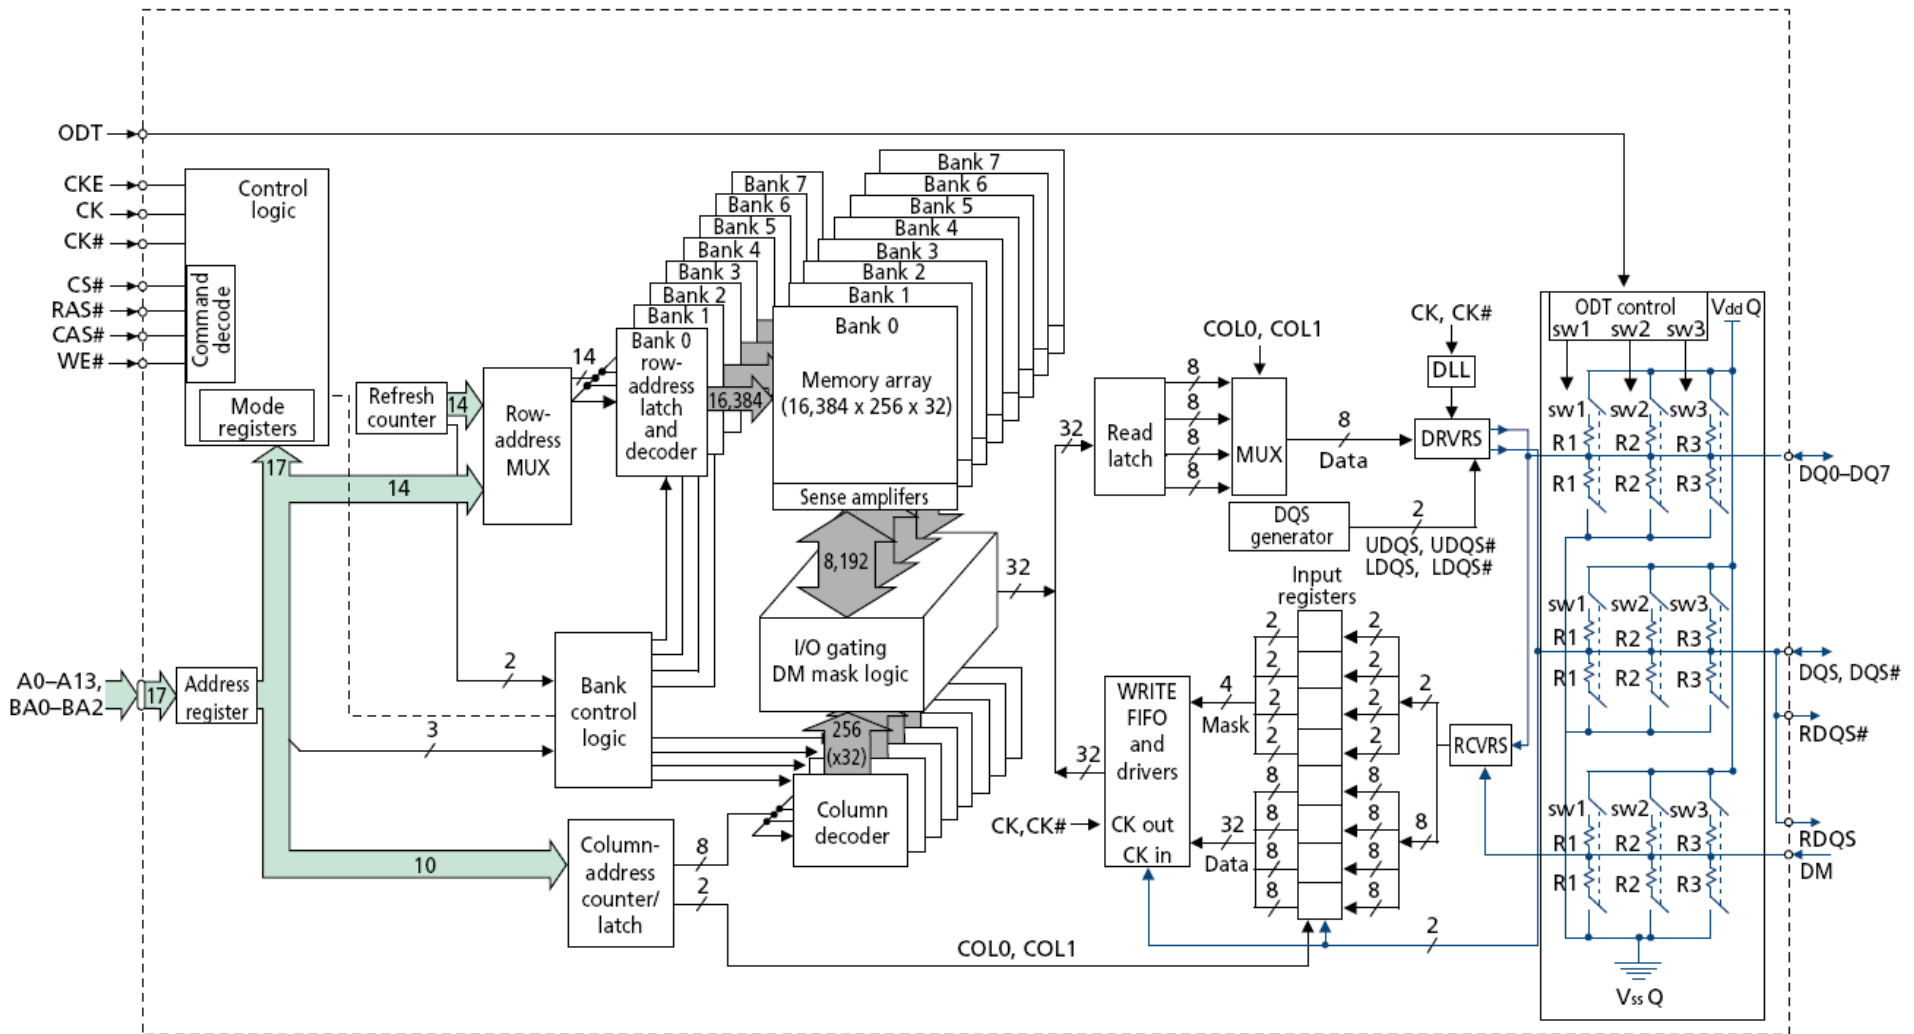 ODT
CKE
CK
CK#
CS#
RAS#
CAS#
WE#
Control
logic
Command
decode
Mode
registers
17
14
Refresh
counter
14
Row-
address
MUX
14
Bank 7
Bank 6
Bank 5
Bank 4
Bank 3
Bank 2
Bank 1
Bank 0
row-
address
latch
and
decoder
16,384
Bank 7
Bank 6
Bank 5
Bank 4
Bank 3
Bank 2
Bank 1
Bank 0
Memory array
(16,384 x 256 x 32)
Sense amplifers
8,192
I/O gating
DM mask logic
256
(x32)
Column
decoder
A0–A13,
BA0–BA2
17
Address
register
2
3
Bank
control
logic
10
Column-
address
counter/
latch
8
2
COL0, COL1
32
32
32
Read
latch
8
8
8
8
COL0, COL1
MUX
8
Data
CK, CK#
DLL
DRVRS
DQS
generator
2
UDQS, UDQS#
LDQS, LDQS#
Input
registers
2
2
2
2
8
8
8
8
2
2
2
2
8
8
8
8
2
8
RCVRS
WRITE
FIFO
and
drivers
CK out
CK in
CK,CK#
4
Mask
32
Data
2
ODT control
sw1 sw2 sw3
Vdd Q
sw1 sw2 sw3
R1 R2 R3
R1 R2 R3
sw1 sw2 sw3
R1 R2 R3
R1 R2 R3
sw1 sw2 sw3
R1 R2 R3
R1 R2 R3
Vss Q
DQ0–DQ7
DQS, DQS#
RDQS#
RDQS
DM